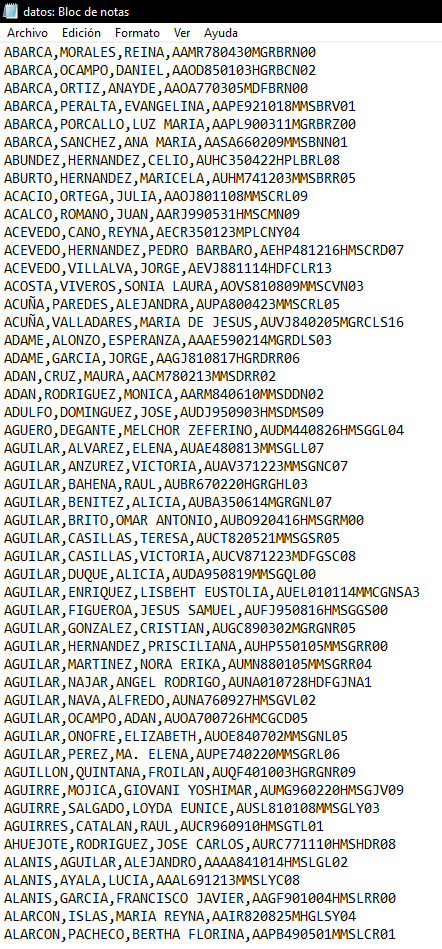 datos: Bloc de notas
Archivo Edición Formato Ver Ayuda
ABARCA,MORALES,REINA,AAMR780430MGRBRN00
ABARCA,OCAMPO,DANIEL,AAOD850103HGRBCN02
ABARCA,ORTIZ,ANAYDE,AAOA770305MDFBRN00
ABARCA,PERALTA,EVANGELINA,AAPE921018MMSBRV01
ABARCA,PORCALLO,LUZ MARIA,AAPL900311MGRBRZ00
ABARCA,SANCHEZ,ANA MARIA,AASA660209MMSBNN01
ABUNDEZ,HERNANDEZ,CELIO,AUHC350422HPLBRL08
ABURTO,HERNANDEZ,MARICELA,AUHM741203MMSBRR05
ACACIO,ORTEGA,JULIA,AAOJ801108MMSCRL09
ACALCO,ROMANO,JUAN,AARJ990531HMSCMN09
ACEVEDO,CANO,REYNA,AECR350123MPLCNY04
ACEVEDO,HERNANDEZ,PEDRO BARBARO,AEHP481216HMSCRD07
ACEVEDO,VILLALVA,JORGE,AEVJ881114HDFCLR13
ACOSTA,VIVEROS,SONIA LAURA,AOVS810809MMSCVN03
ACUÑA,PAREDES,ALEJANDRA,AUPA800423MMSCRL05
ACUÑA,VALLADARES,MARIA DE JESUS,AUVJ840205MGRCLS16
ADAME,ALONZO,ESPERANZA,AAAE590214MGRDLS03
ADAME,GARCIA,JORGE,AAGJ810817HGRDRR06
ADAN,CRUZ,MAURA,AACM780213MMSDRR02
ADAN,RODRIGUEZ,MONICA,AARM840610MMSDDN02
ADULFO,DOMINGUEZ,JOSE,AUDJ950903HMSDMS09
AGUERO,DEGANTE,MELCHOR ZEFERINO,AUDM440826HMSGGL04
AGUILAR,ALVAREZ,ELENA,AUAE480813MMSGLL07
AGUILAR,ANZUREZ,VICTORIA,AUAV371223MMSGNC07
AGUILAR,BAHENA,RAUL,AUBR670220HGRGHL03
AGUILAR,BENITEZ,ALICIA,AUBA350614MGRGNL07
AGUILAR,BRITO,OMAR ANTONIO,AUBO920416HMSGRM00
AGUILAR,CASILLAS,TERESA,AUCT820521MMSGSR05
AGUILAR,CASILLAS,VICTORIA,AUCV871223MDFGSC08
AGUILAR,DUQUE,ALICIA,AUDA950819MMSGQL00
AGUILAR,ENRIQUEZ,LISBEHT EUSTOLIA,AUEL010114MMCGNSA3
AGUILAR,FIGUEROA,JESUS SAMUEL,AUFJ950816HMSGGS00
AGUILAR,GONZALEZ,CRISTIAN,AUGC890302MGRGNR05
AGUILAR,HERNANDEZ,PRISCILIANA,AUHP550105MMSGRR00
AGUILAR,MARTINEZ,NORA ERIKA,AUMN880105MMSGRR04
AGUILAR,NAJAR,ANGEL RODRIGO,AUNA010728HDFGJNA1
AGUILAR,NAVA,ALFREDO,AUNA760927HMSGVL02
AGUILAR,OCAMPO,ADAN,AUOA700726HMCGCD05
AGUILAR,ONOFRE,ELIZABETH,AUOE840702MMSGNL05
AGUILAR,PEREZ,MA. ELENA,AUPE740220MMSGRL06
AGUILLON,QUINTANA,FROILAN,AUQF401003HGRGNR09
AGUIRRE,MOJICA,GIOVANI YOSHIMAR,AUMG960220HMSGJV09
AGUIRRE,SALGADO,LOYDA EUNICE,AUSL810108MMSGLY03
AGUIRRES,CATALAN,RAUL,AUCR960910HMSGTL01
AHUEJOTE,RODRIGUEZ,JOSE CARLOS,AURC771110HMSHDR08
ALANIS,AGUILAR,ALEJANDRO,AAAA841014HMSLGL02
ALANIS,AYALA,LUCIA,AAAL691213MMSLYC08
ALANIS,GARCIA,FRANCISCO JAVIER,AAGF901004HMSLRR00
ALARCON,ISLAS,MARIA REYNA,AAIR820825MHGLSY04
ALARCON,PACHECO,BERTHA FLORINA,AAPB490501MMSLCR01